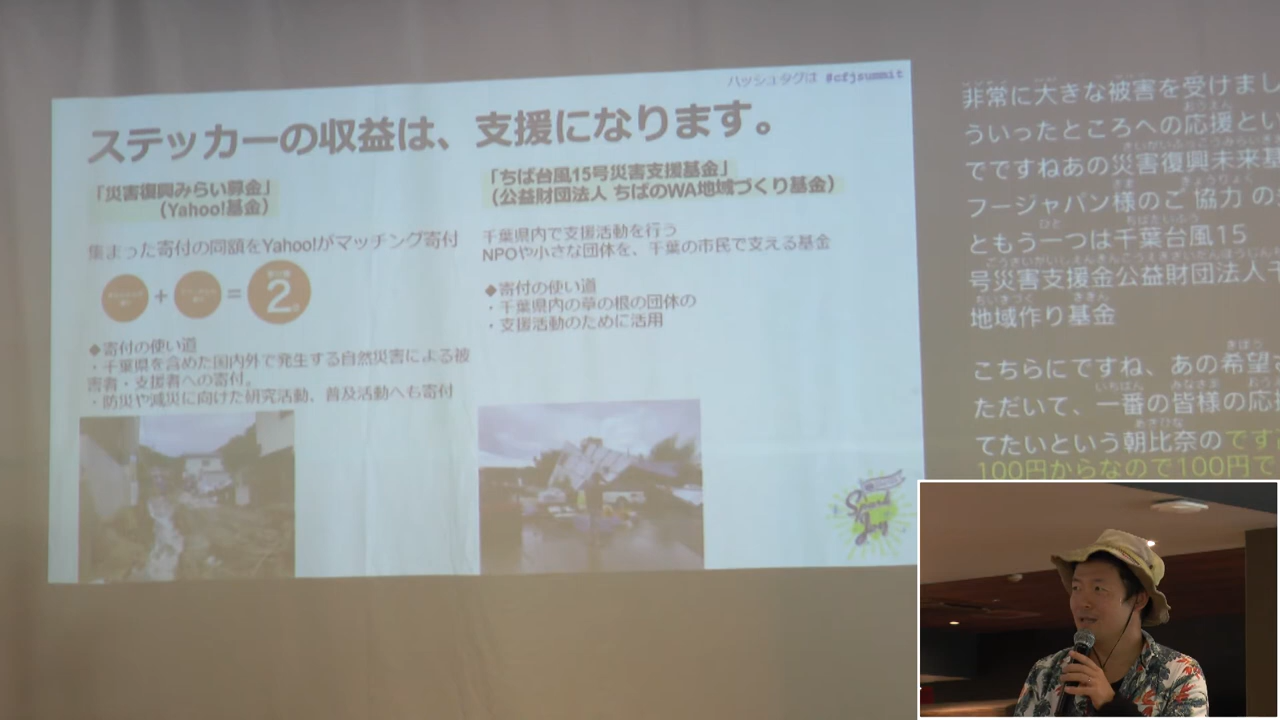 ハッシュタグは #cfjsummit
ステッカーの収益は、支援になります。
「災害復興みらい募金」
（Yahoo!基金）
集まった寄付の同額をYahoo!がマッチング寄付
+ = 2
◆寄付の使い道
・千葉県を含めた国内外で発生する自然災害による被
害者・支援者への寄付。
・防災や減災に向けた研究活動、普及活動へも寄付
「ちば台風15号災害支援基金」
（公益財団法人 ちばのWA地域づくり基金）
千葉県内で支援活動を行う
NPOや小さな団体を、千葉の市民で支える基金
◆寄付の使い道
・千葉県内の草の根の団体の
・支援活動のために活用
非常に大きな被害を受けまし
ういったところへの応援とい
でですねあの災害復興未来基
フージャパン様のご 協力 の
ともう一つは千葉台風15
号災害支援金公益財団法人千
地域作り基金
こちらにですね、あの希望
ただいて、一番の皆様の応
てたいという朝比奈のです
100円からなので100円で